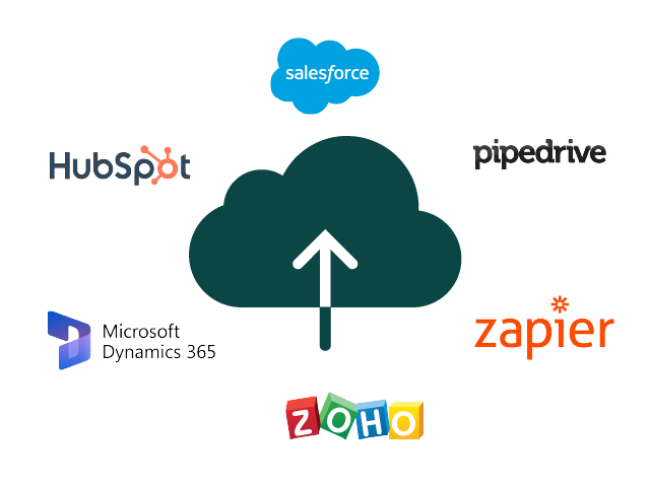 salesforce
HubSpot
pipedrive
Microsoft
Dynamics 365
zapier
ZOHO